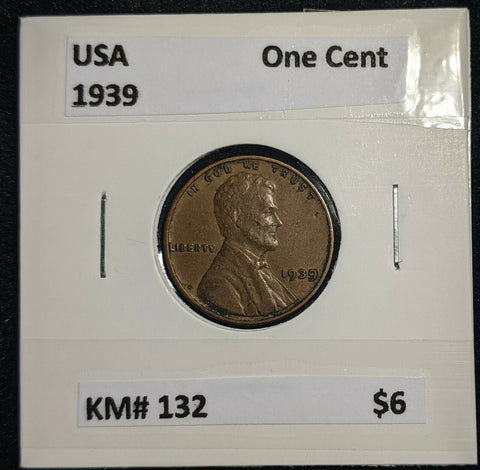 USA One Cent
1939
IN GOD WE TRUST
LIBERTY
1939
KM# 132 $6